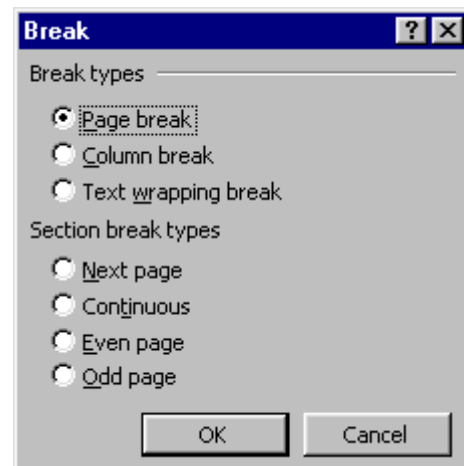 Break
Break types
Page break
Column break
Text wrapping break
Section break types
Next page
Continuous
Even page
Odd page
OK Cancel